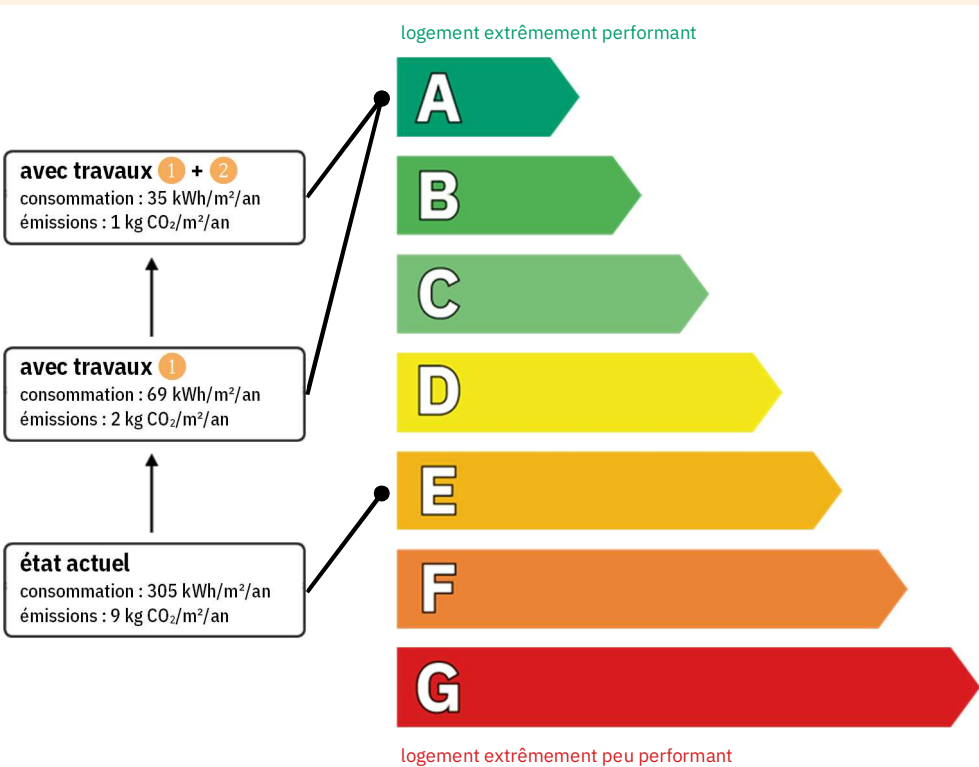 logement extrêmement performant
A
avec travaux 1 + 2
consommation : 35 kWh/m²/an
émissions : 1 kg CO₂/m²/an
B
C
avec travaux 1
consommation : 69 kWh/m²/an
émissions : 2 kg CO₂/m²/an
D
E
état actuel
consommation : 305 kWh/m²/an
émissions : 9 kg CO₂/m²/an
F
G
logement extrêmement peu performant